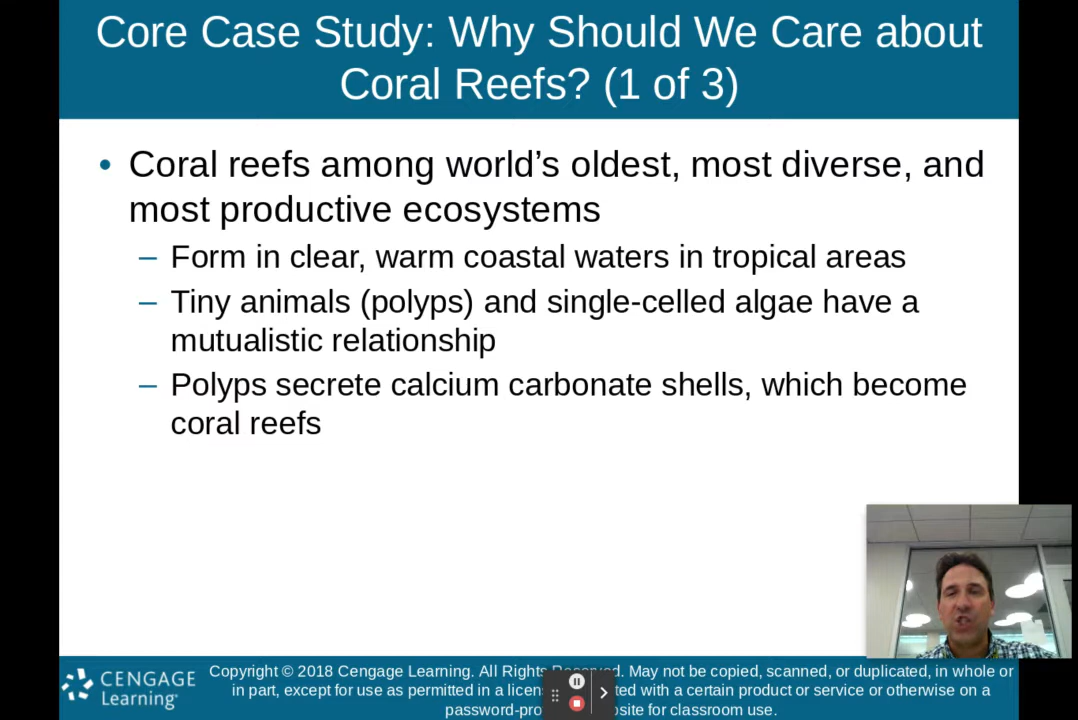 Core Case Study: Why Should We Care about
Coral Reefs? (1 of 3)
• Coral reefs among world’s oldest, most diverse, and
most productive ecosystems
– Form in clear, warm coastal waters in tropical areas
– Tiny animals (polyps) and single-celled algae have a
mutualistic relationship
– Polyps secrete calcium carbonate shells, which become
coral reefs
CENGAGE
Learning®
Copyright © 2018 Cengage Learning. All Rights Reserved. May not be copied, scanned, or duplicated, in whole or
in part, except for use as permitted in a licen ted with a certain product or service or otherwise on a
password-pro site for classroom use.